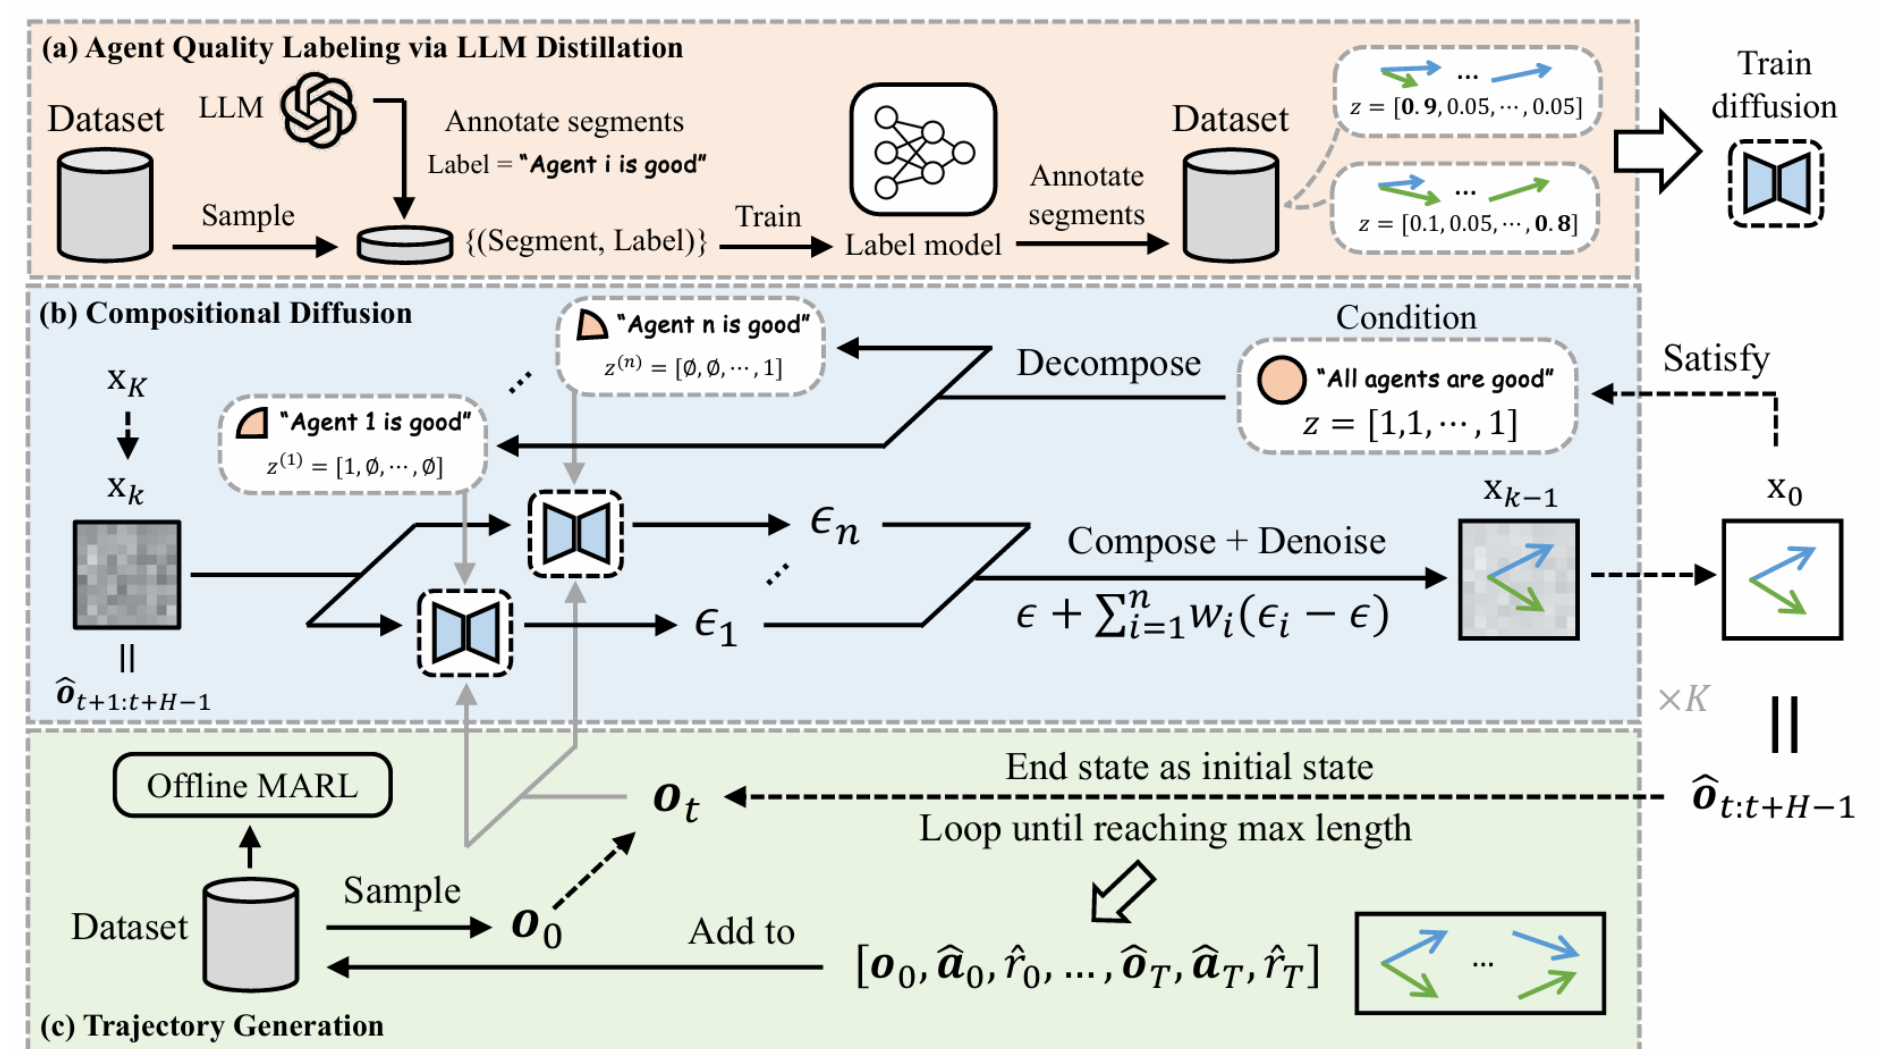 (a) Agent Quality Labeling via LLM Distillation
Dataset
LLM
Annotate segments
Label = “Agent i is good”
Sample
{(Segment, Label)}
Train
Label model
Annotate
segments
Dataset
...
z = [0.9, 0.05, ⋯, 0.05]
...
z = [0.1, 0.05, ⋯, 0.8]
Train
diffusion
(b) Compositional Diffusion
“Agent n is good”
z⁽ⁿ⁾ = [∅, ∅, ⋯, 1]
“Agent 1 is good”
z⁽¹⁾ = [1, ∅, ⋯, ∅]
Decompose
Condition
“All agents are good”
z = [1,1, ⋯, 1]
Satisfy
x_K
x_k
||
ô_{t+1:t+H−1}
ϵ_n
ϵ_1
Compose + Denoise
ϵ + ∑_{i=1}^{n} w_i(ϵ_i − ϵ)
x_{k−1}
x_0
×K
||
ô_{t:t+H−1}
Offline MARL
Dataset
Sample
o_0
o_t
End state as initial state
Loop until reaching max length
Add to
[o_0, â_0, r̂_0, ..., ô_T, â_T, r̂_T]
...
(c) Trajectory Generation